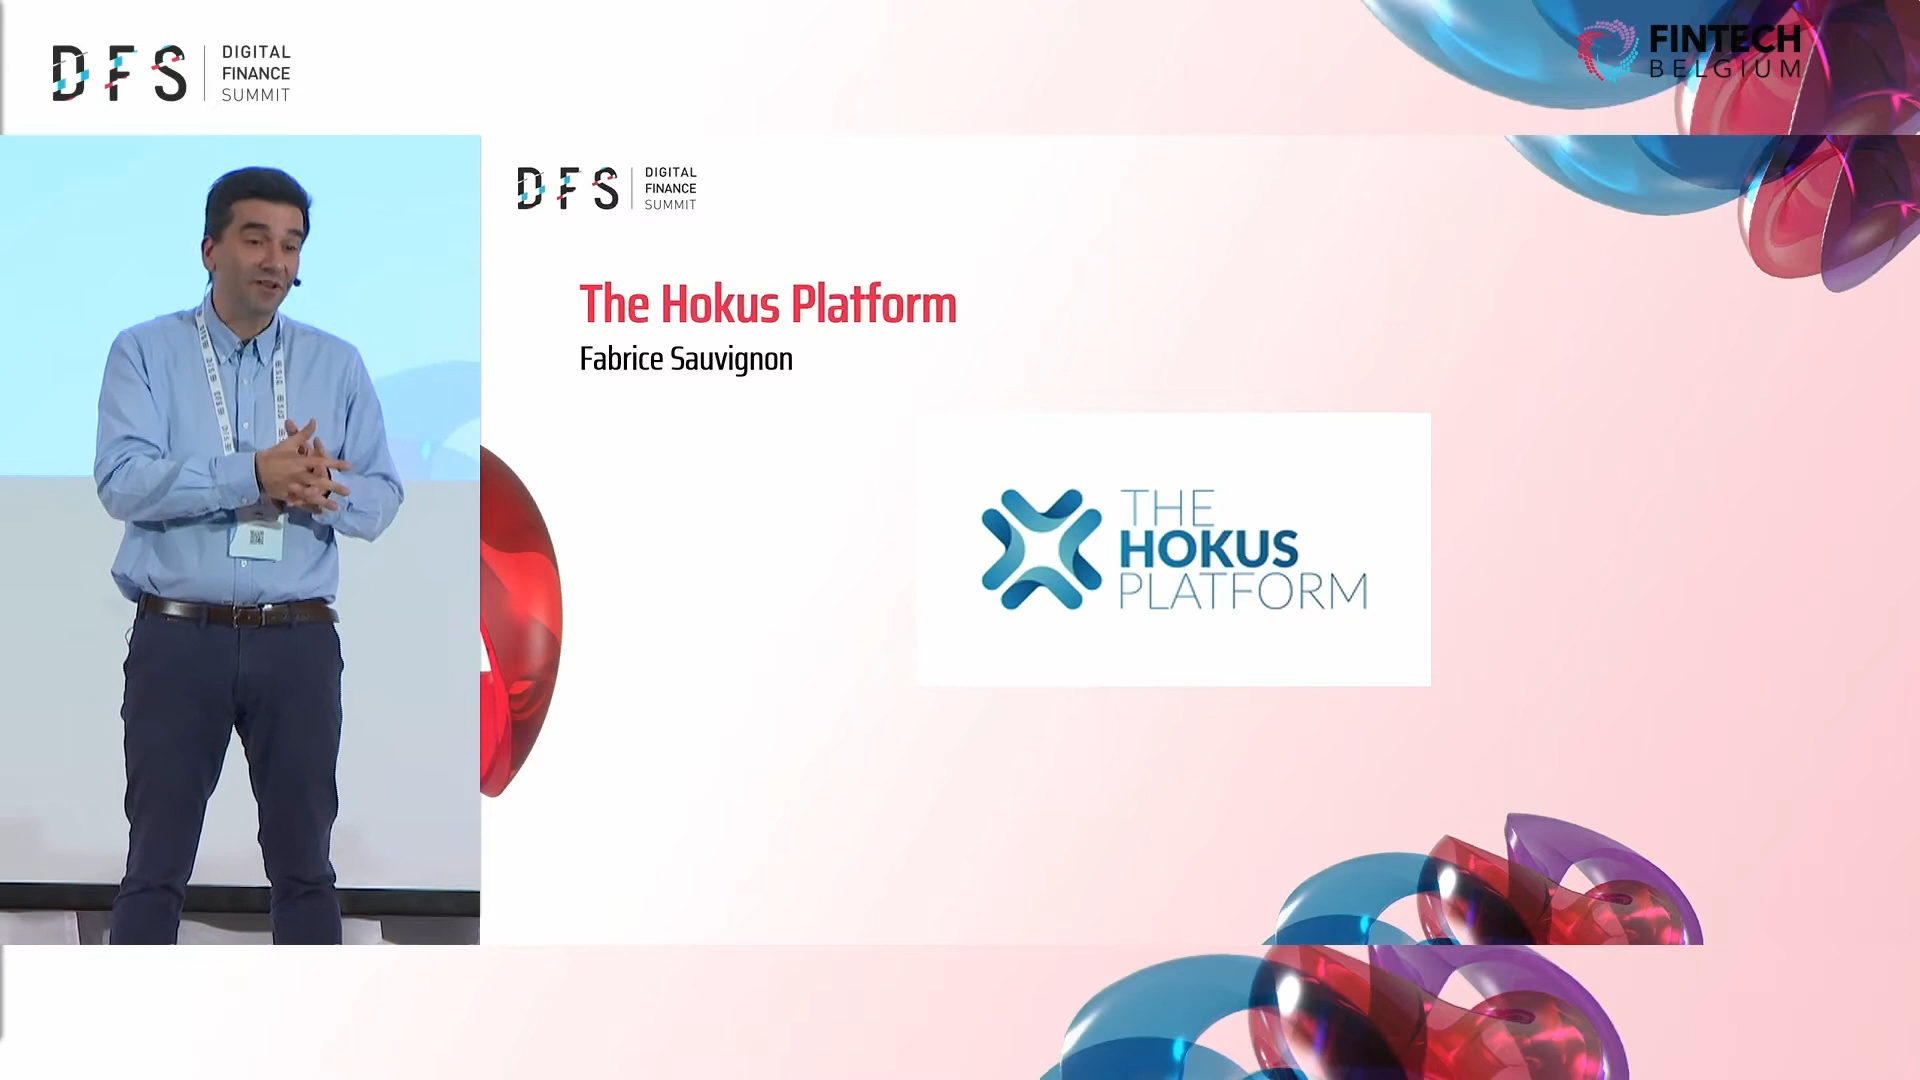 DFS
DIGITAL
FINANCE
SUMMIT
FINTECH
BELGIUM
DFS
DIGITAL
FINANCE
SUMMIT
The Hokus Platform
Fabrice Sauvignon
THE
HOKUS
PLATFORM